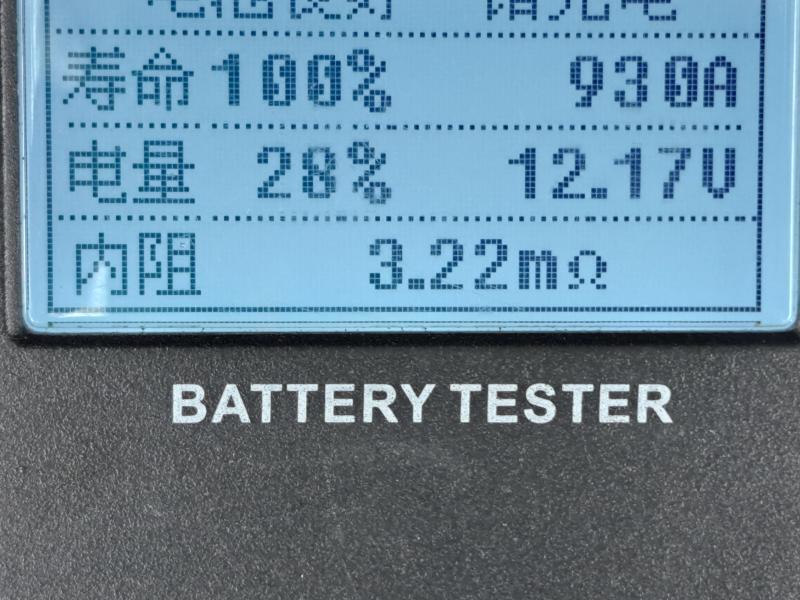 寿命 100% 930A
电量 28% 12.17V
内阻 3.22mΩ
BATTERY TESTER